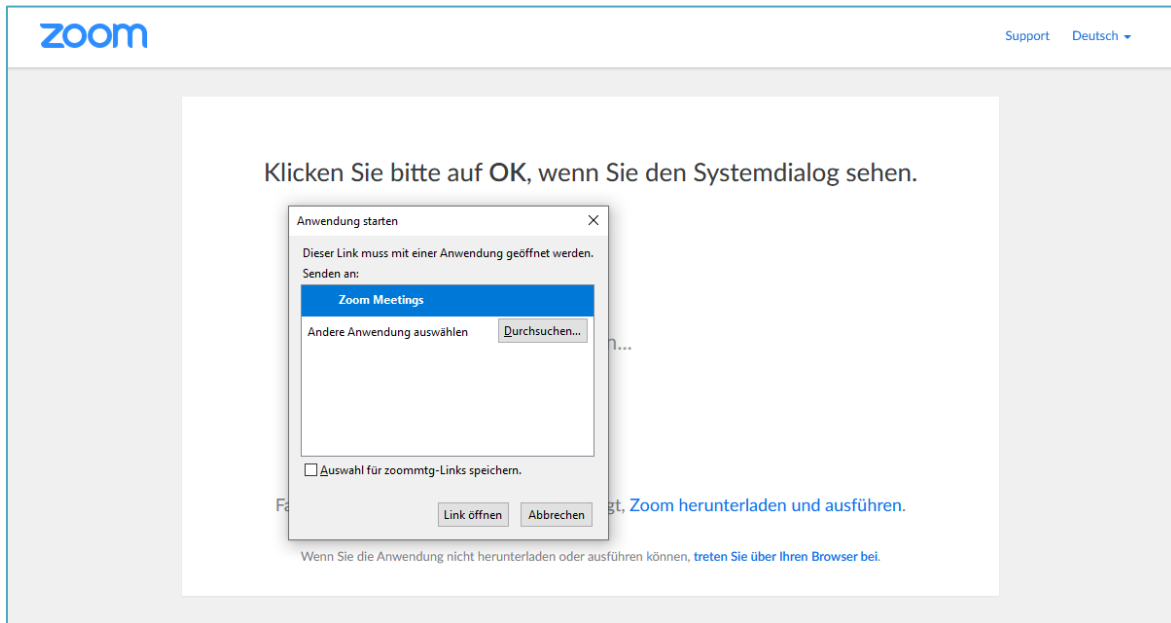 zoom
Support Deutsch
Klicken Sie bitte auf OK, wenn Sie den Systemdialog sehen.
Anwendung starten
Dieser Link muss mit einer Anwendung geöffnet werden.
Senden an:
Zoom Meetings
Andere Anwendung auswählen Durchsuchen...
Auswahl für zoommtg-Links speichern.
Link öffnen Abbrechen
Zoom herunterladen und ausführen.
Wenn Sie die Anwendung nicht herunterladen oder ausführen können, treten Sie über Ihren Browser bei.